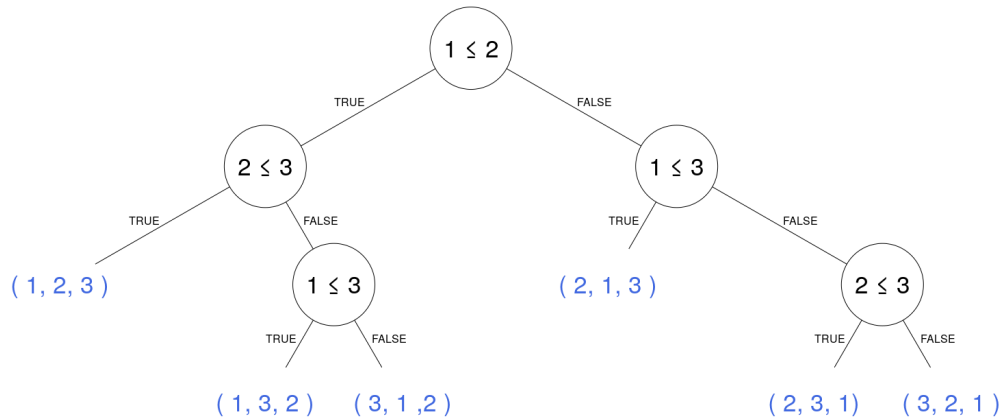 1 ≤ 2
TRUE FALSE
2 ≤ 3 1 ≤ 3
TRUE FALSE TRUE FALSE
( 1, 2, 3 ) 1 ≤ 3 ( 2, 1, 3 ) 2 ≤ 3
TRUE FALSE TRUE FALSE
( 1, 3, 2 ) ( 3, 1 ,2 ) ( 2, 3, 1) ( 3, 2, 1 )